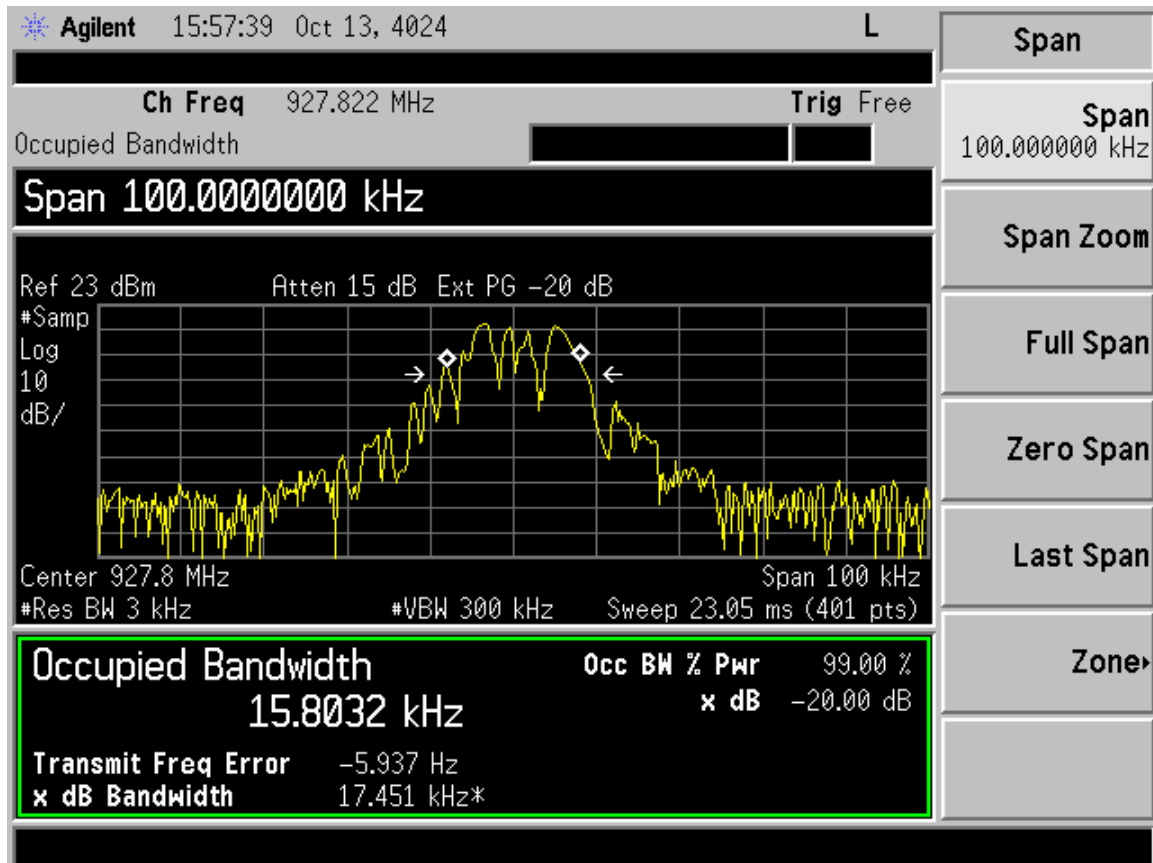 Agilent 15:57:39 Oct 13, 4024 L
Ch Freq 927.822 MHz Trig Free
Occupied Bandwidth
Span 100.0000000 kHz
Ref 23 dBm Atten 15 dB Ext PG -20 dB
#Samp
Log
10
dB/
Center 927.8 MHz Span 100 kHz
#Res BW 3 kHz #VBW 300 kHz Sweep 23.05 ms (401 pts)
Occupied Bandwidth Occ BW % Pwr 99.00 %
15.8032 kHz x dB -20.00 dB
Transmit Freq Error -5.937 Hz
x dB Bandwidth 17.451 kHz*
Span
Span
100.000000 kHz
Span Zoom
Full Span
Zero Span
Last Span
Zone